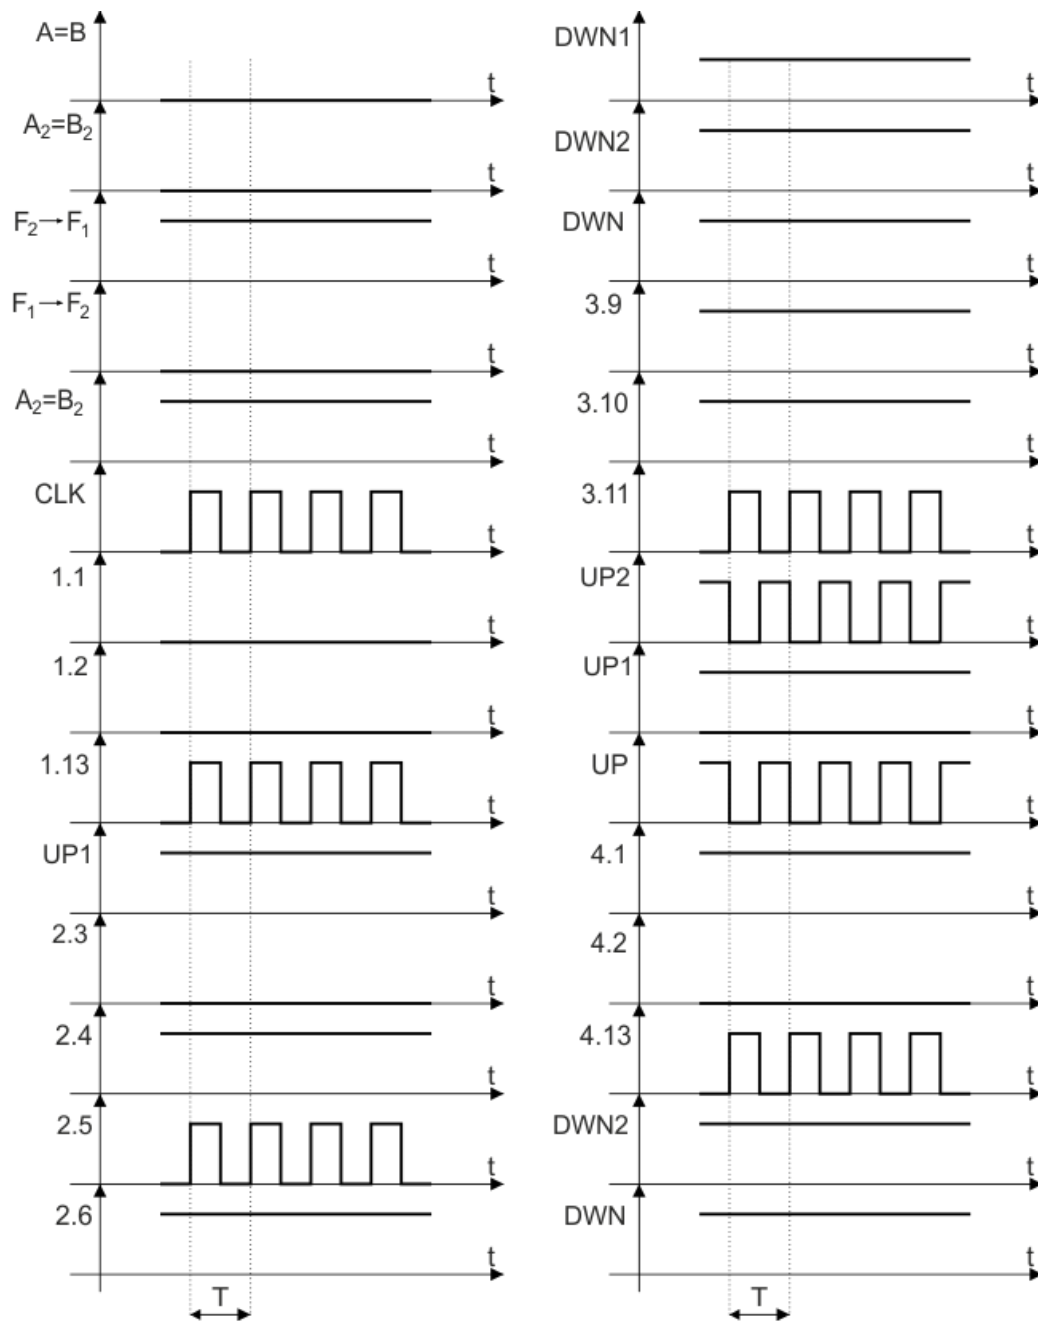 A=B
t
A₂=B₂
t
F₂→F₁
t
F₁→F₂
t
A₂=B₂
t
CLK
t
1.1
t
1.2
t
1.13
t
UP1
t
2.3
t
2.4
t
2.5
t
2.6
t
T
DWN1
t
DWN2
t
DWN
t
3.9
t
3.10
t
3.11
t
UP2
t
UP1
t
UP
t
4.1
t
4.2
t
4.13
t
DWN2
t
DWN
t
T